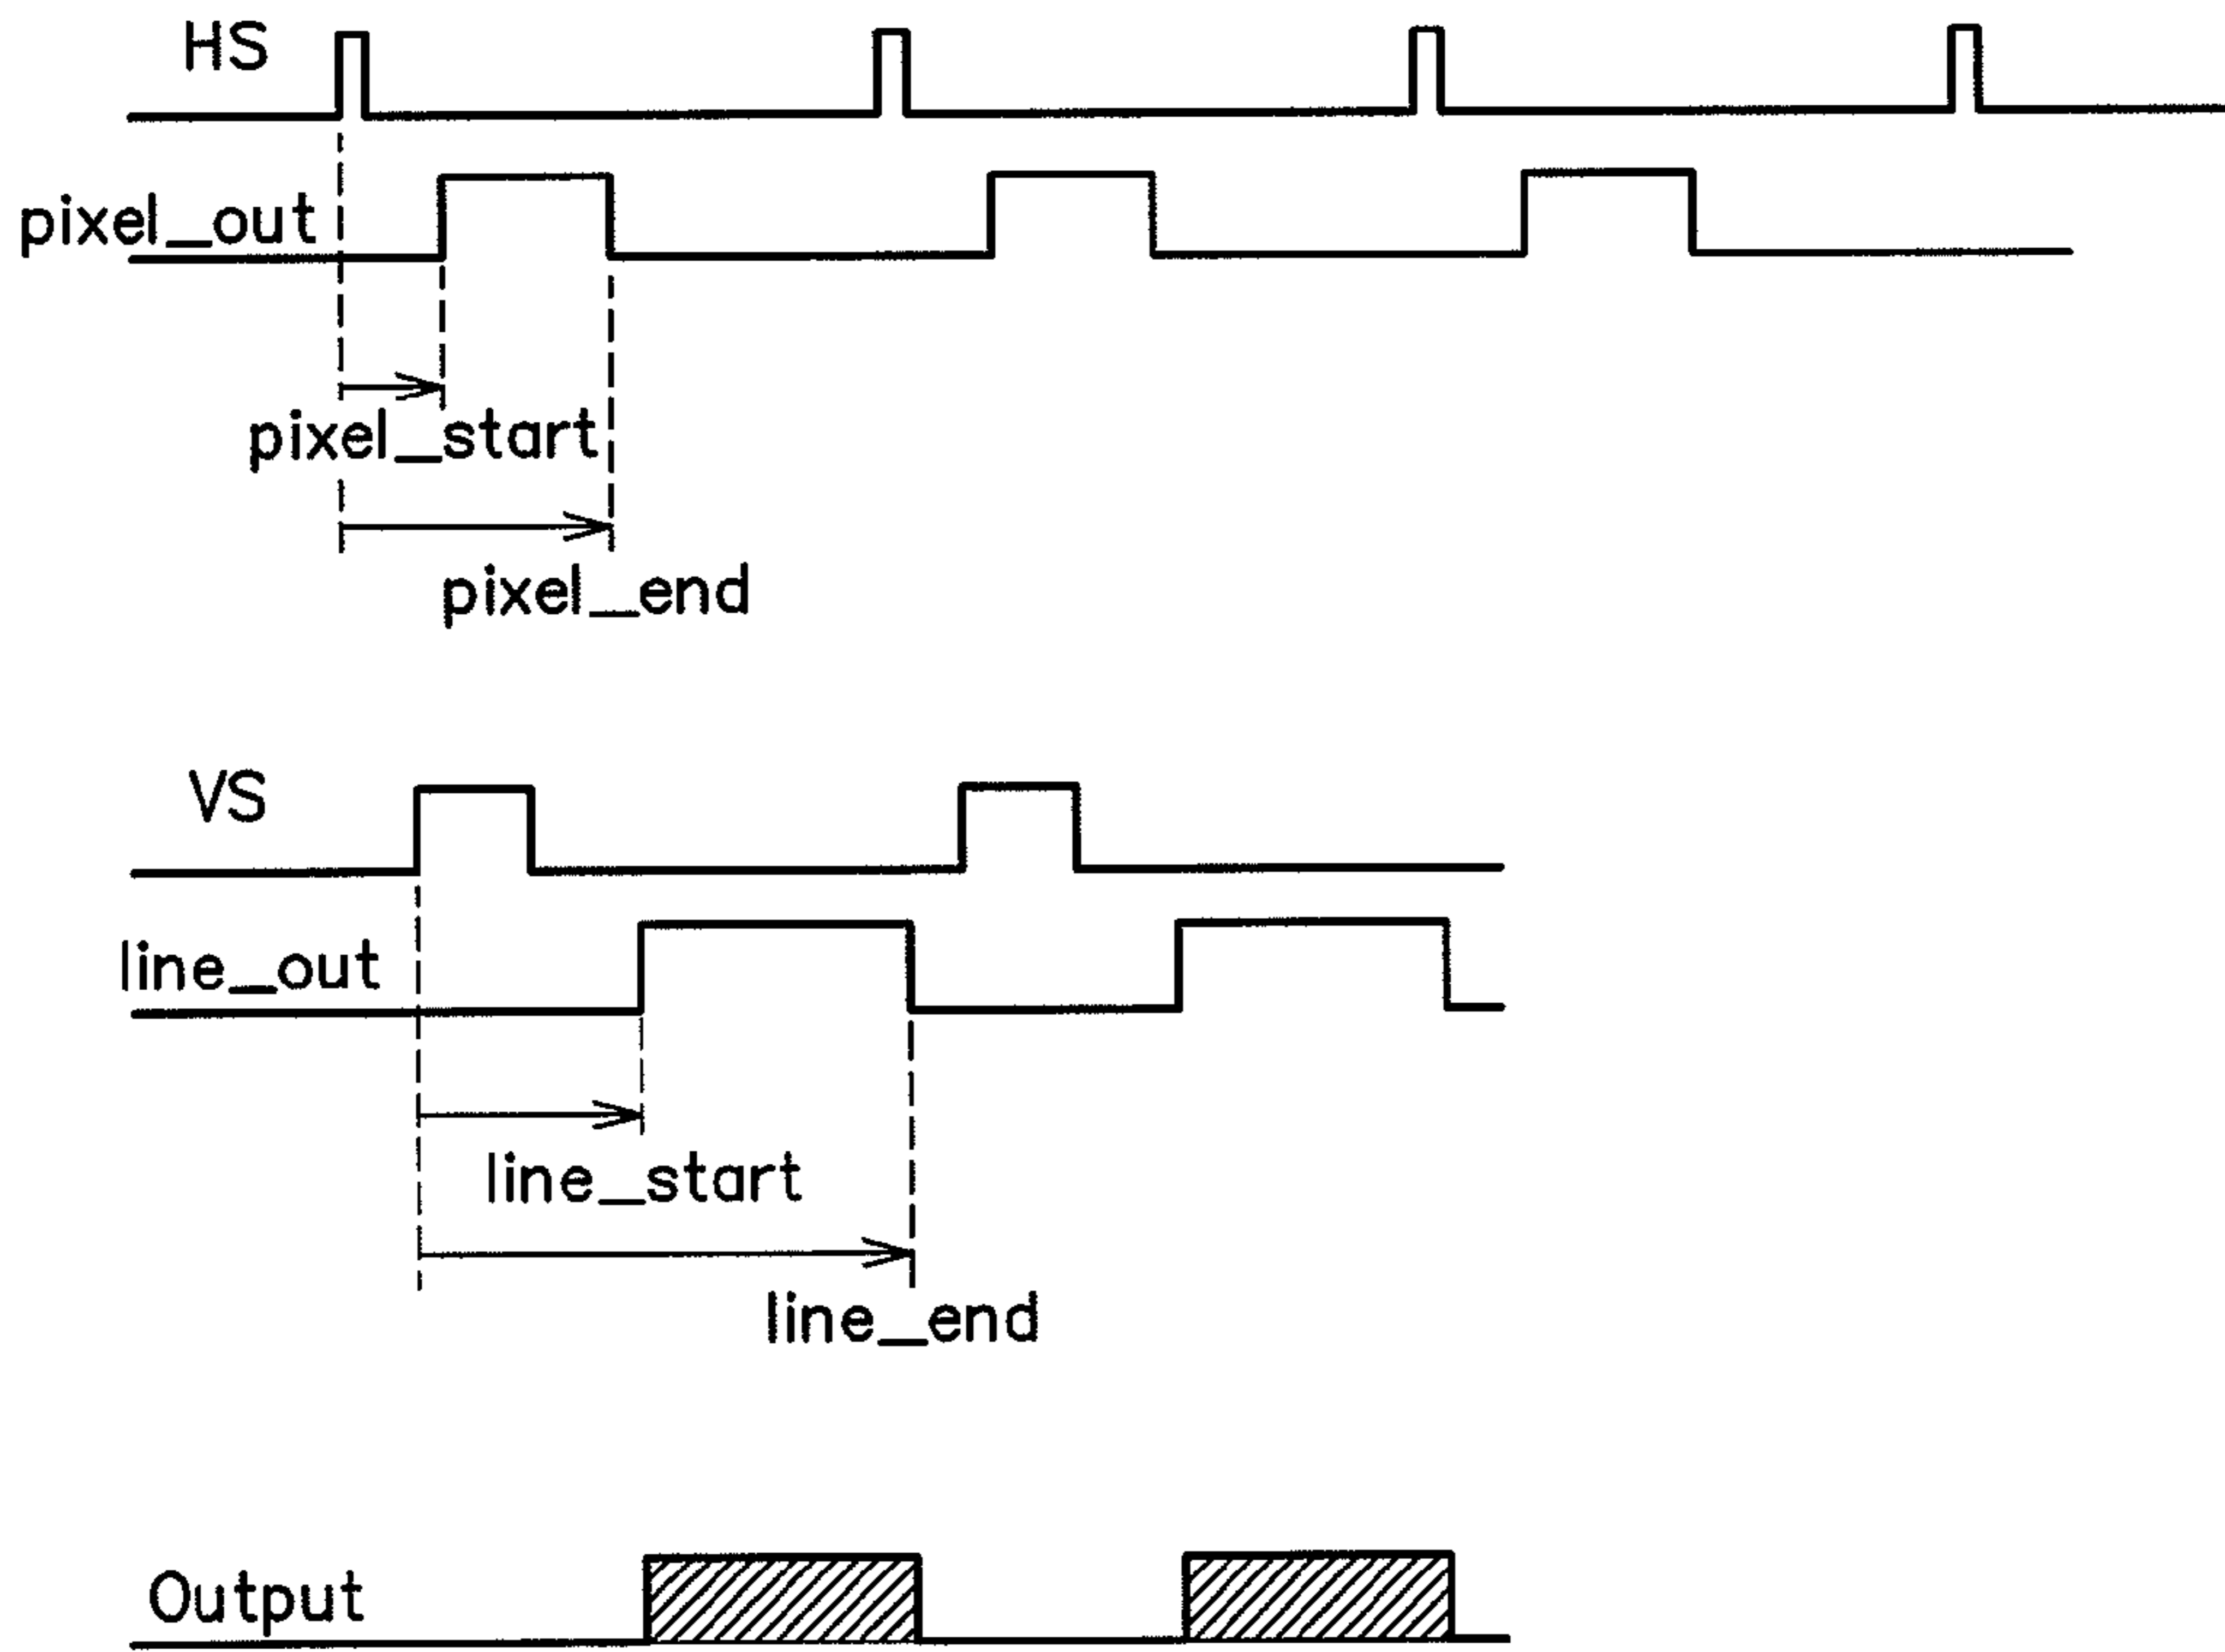 HS
pixel_out
pixel_start
pixel_end
VS
line_out
line_start
line_end
Output